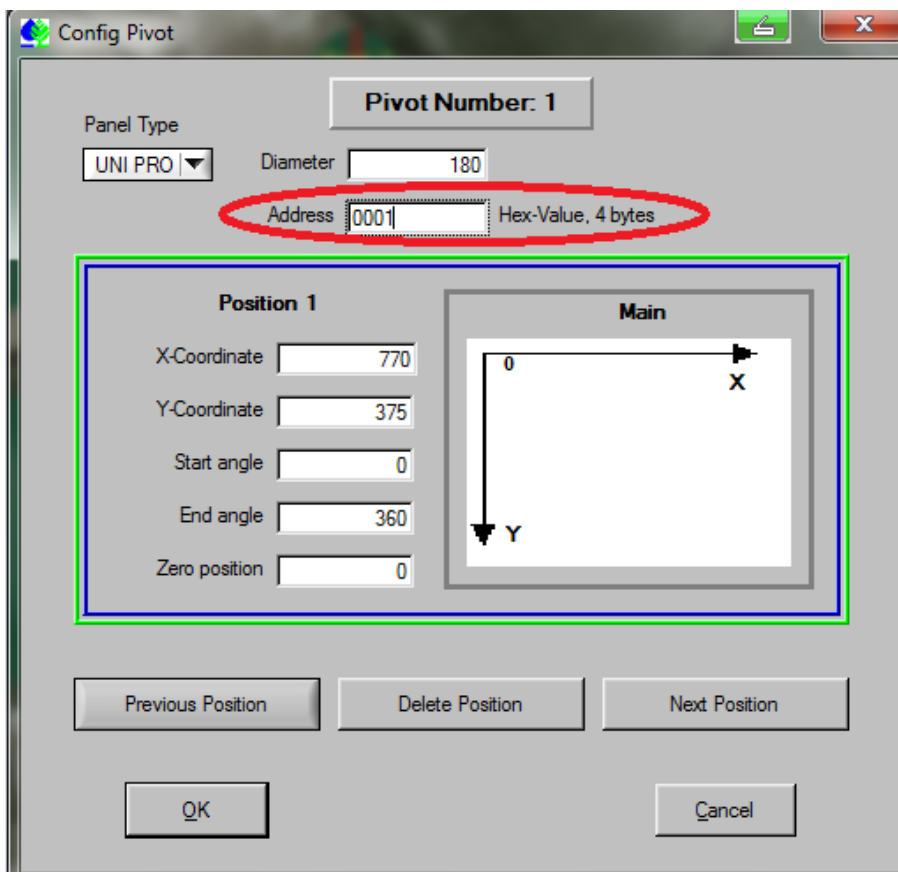 Config Pivot
Pivot Number: 1
Panel Type
UNI PRO
Diameter 180
Address 0001 Hex-Value, 4 bytes
Position 1
X-Coordinate 770
Y-Coordinate 375
Start angle 0
End angle 360
Zero position 0
Main
0
X
Y
Previous Position
Delete Position
Next Position
OK
Cancel